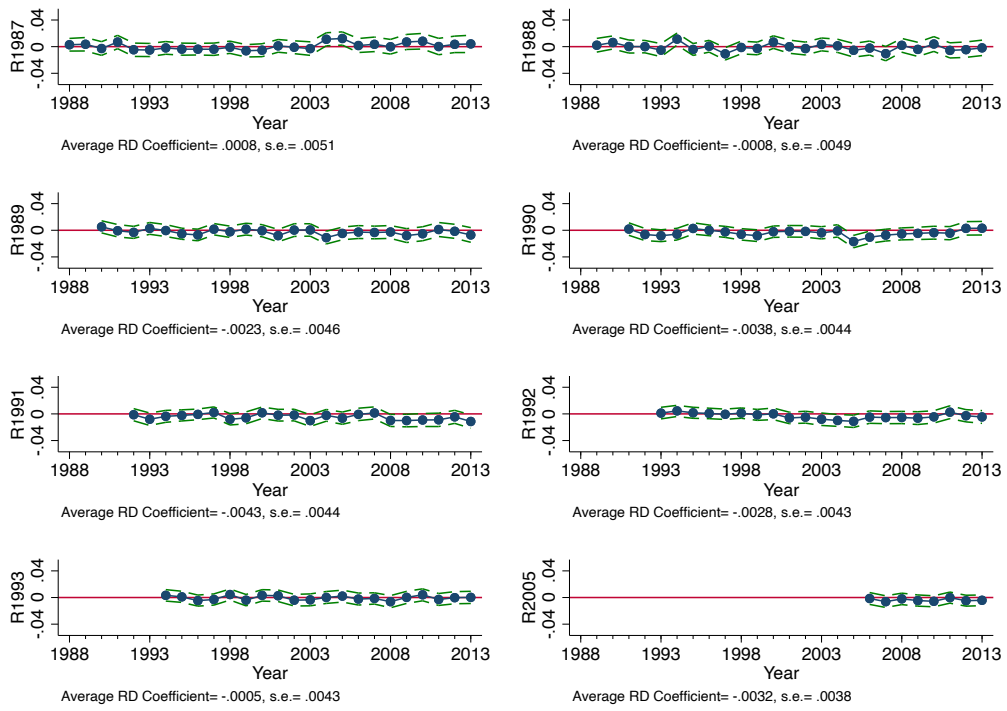 R1987
.04
0
-.04
1988 1993 1998 2003 2008 2013
Year
Average RD Coefficient= .0008, s.e.= .0051
R1988
.04
0
-.04
1988 1993 1998 2003 2008 2013
Year
Average RD Coefficient= -.0008, s.e.= .0049
R1989
.04
0
-.04
1988 1993 1998 2003 2008 2013
Year
Average RD Coefficient= -.0023, s.e.= .0046
R1990
.04
0
-.04
1988 1993 1998 2003 2008 2013
Year
Average RD Coefficient= -.0038, s.e.= .0044
R1991
.04
0
-.04
1988 1993 1998 2003 2008 2013
Year
Average RD Coefficient= -.0043, s.e.= .0044
R1992
.04
0
-.04
1988 1993 1998 2003 2008 2013
Year
Average RD Coefficient= -.0028, s.e.= .0043
R1993
.04
0
-.04
1988 1993 1998 2003 2008 2013
Year
Average RD Coefficient= -.0005, s.e.= .0043
R2005
.04
0
-.04
1988 1993 1998 2003 2008 2013
Year
Average RD Coefficient= -.0032, s.e.= .0038